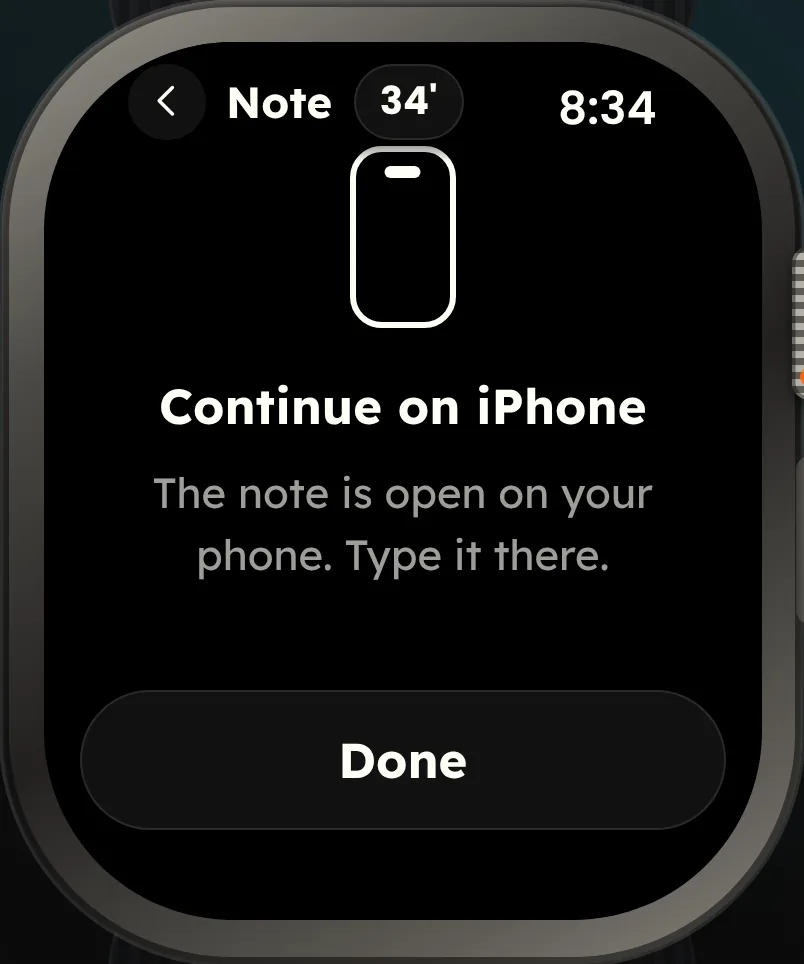 Note 34' 8:34
Continue on iPhone
The note is open on your
phone. Type it there.
Done